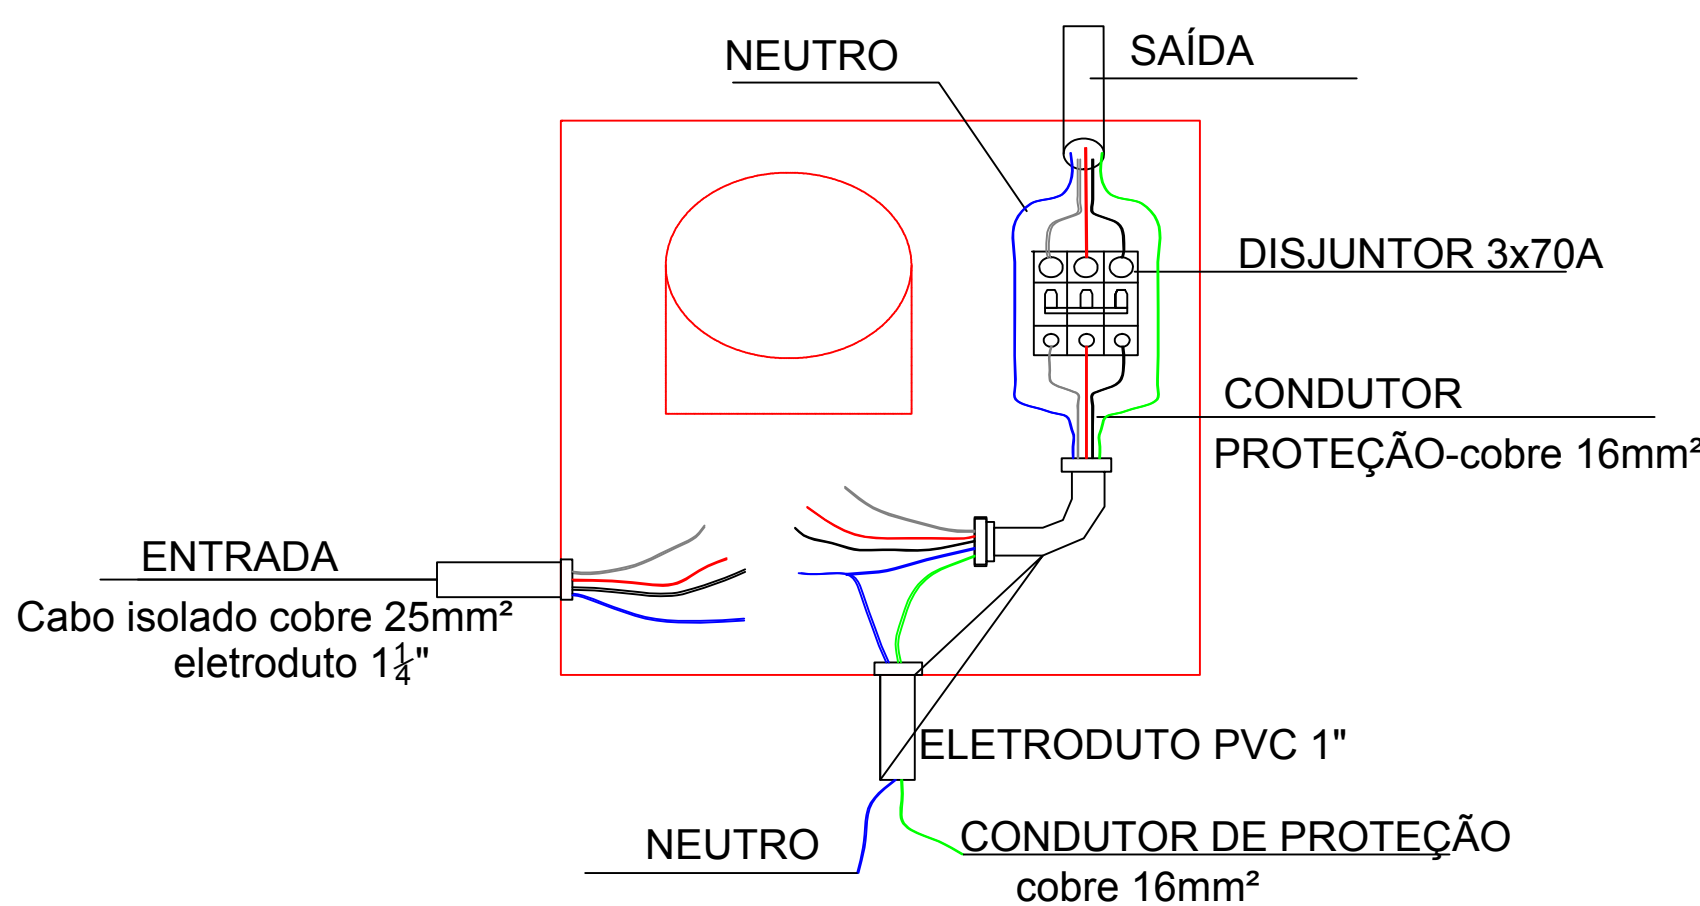 NEUTRO
SAÍDA
DISJUNTOR 3x70A
CONDUTOR
PROTEÇÃO-cobre 16mm²
ENTRADA
Cabo isolado cobre 25mm²
eletroduto 1¼"
ELETRODUTO PVC 1"
NEUTRO
CONDUTOR DE PROTEÇÃO
cobre 16mm²